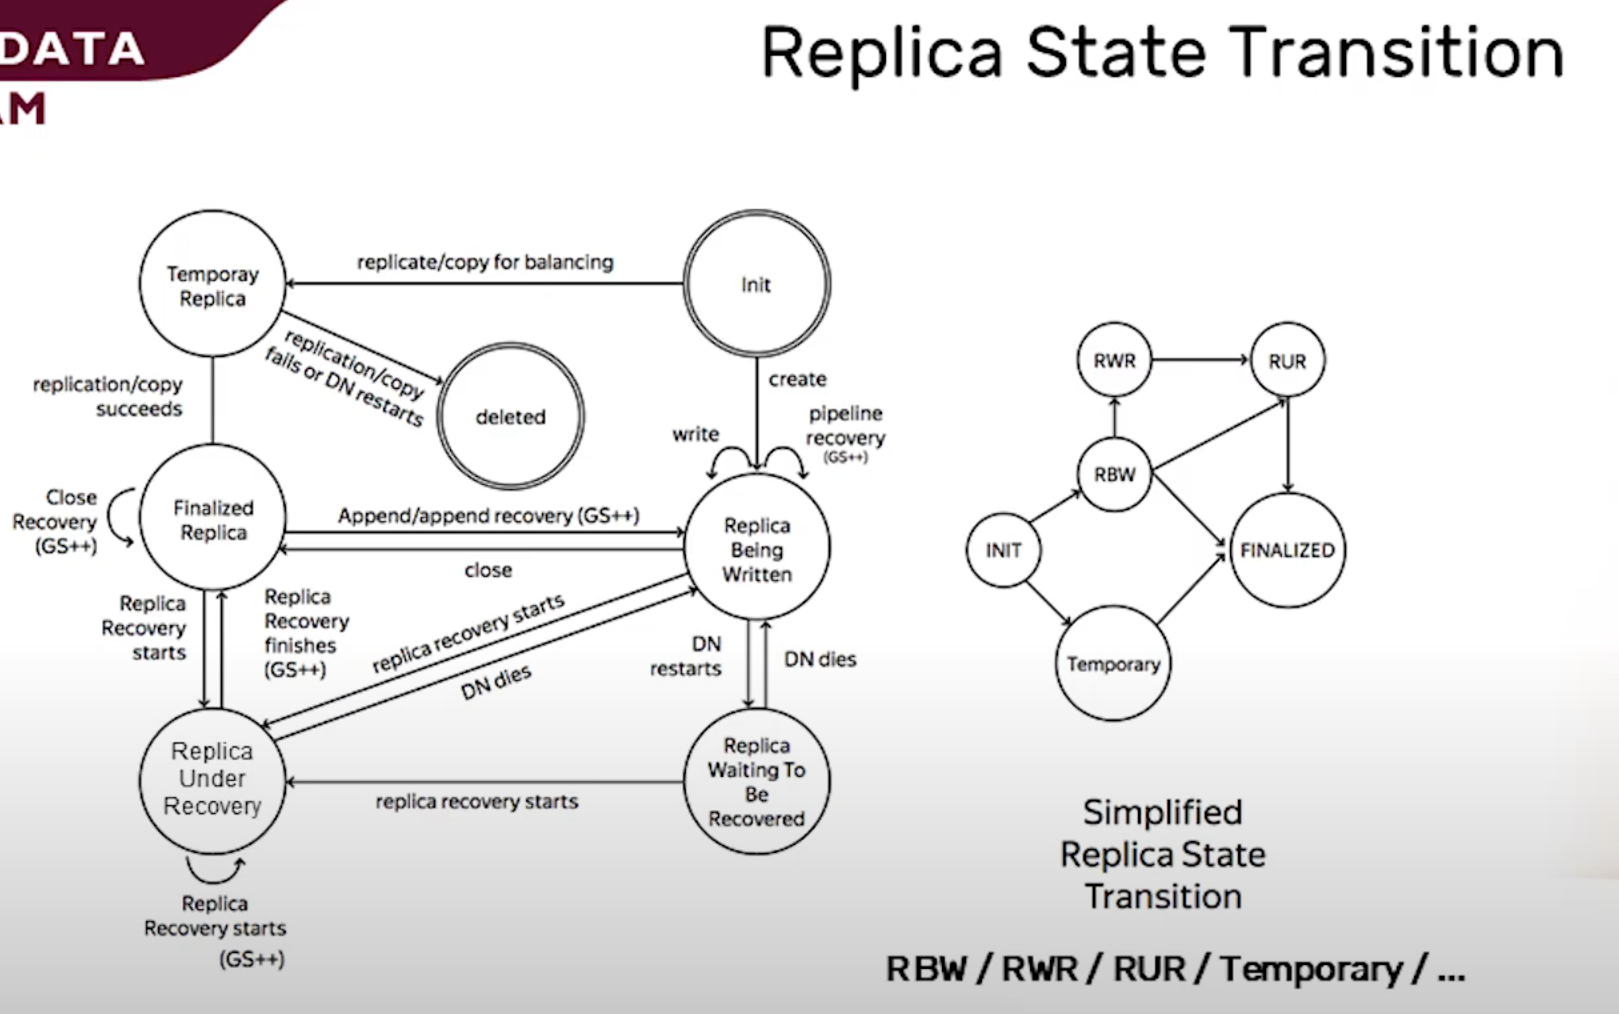 DATA
AM
Replica State Transition
Temporay
Replica
replicate/copy for balancing
Init
replication/copy
fails or DN restarts
deleted
replication/copy
succeeds
create
write
pipeline
recovery
(GS++)
Close
Recovery
(GS++)
Finalized
Replica
Append/append recovery (GS++)
close
Replica
Being
Written
Replica
Recovery
starts
Replica
Recovery
finishes
(GS++)
replica recovery starts
DN dies
DN
restarts
DN dies
Replica
Under
Recovery
replica recovery starts
Replica
Waiting To
Be
Recovered
Replica
Recovery starts
(GS++)
RWR
RUR
RBW
INIT
FINALIZED
Temporary
Simplified
Replica State
Transition
RBW / RWR / RUR / Temporary / ...